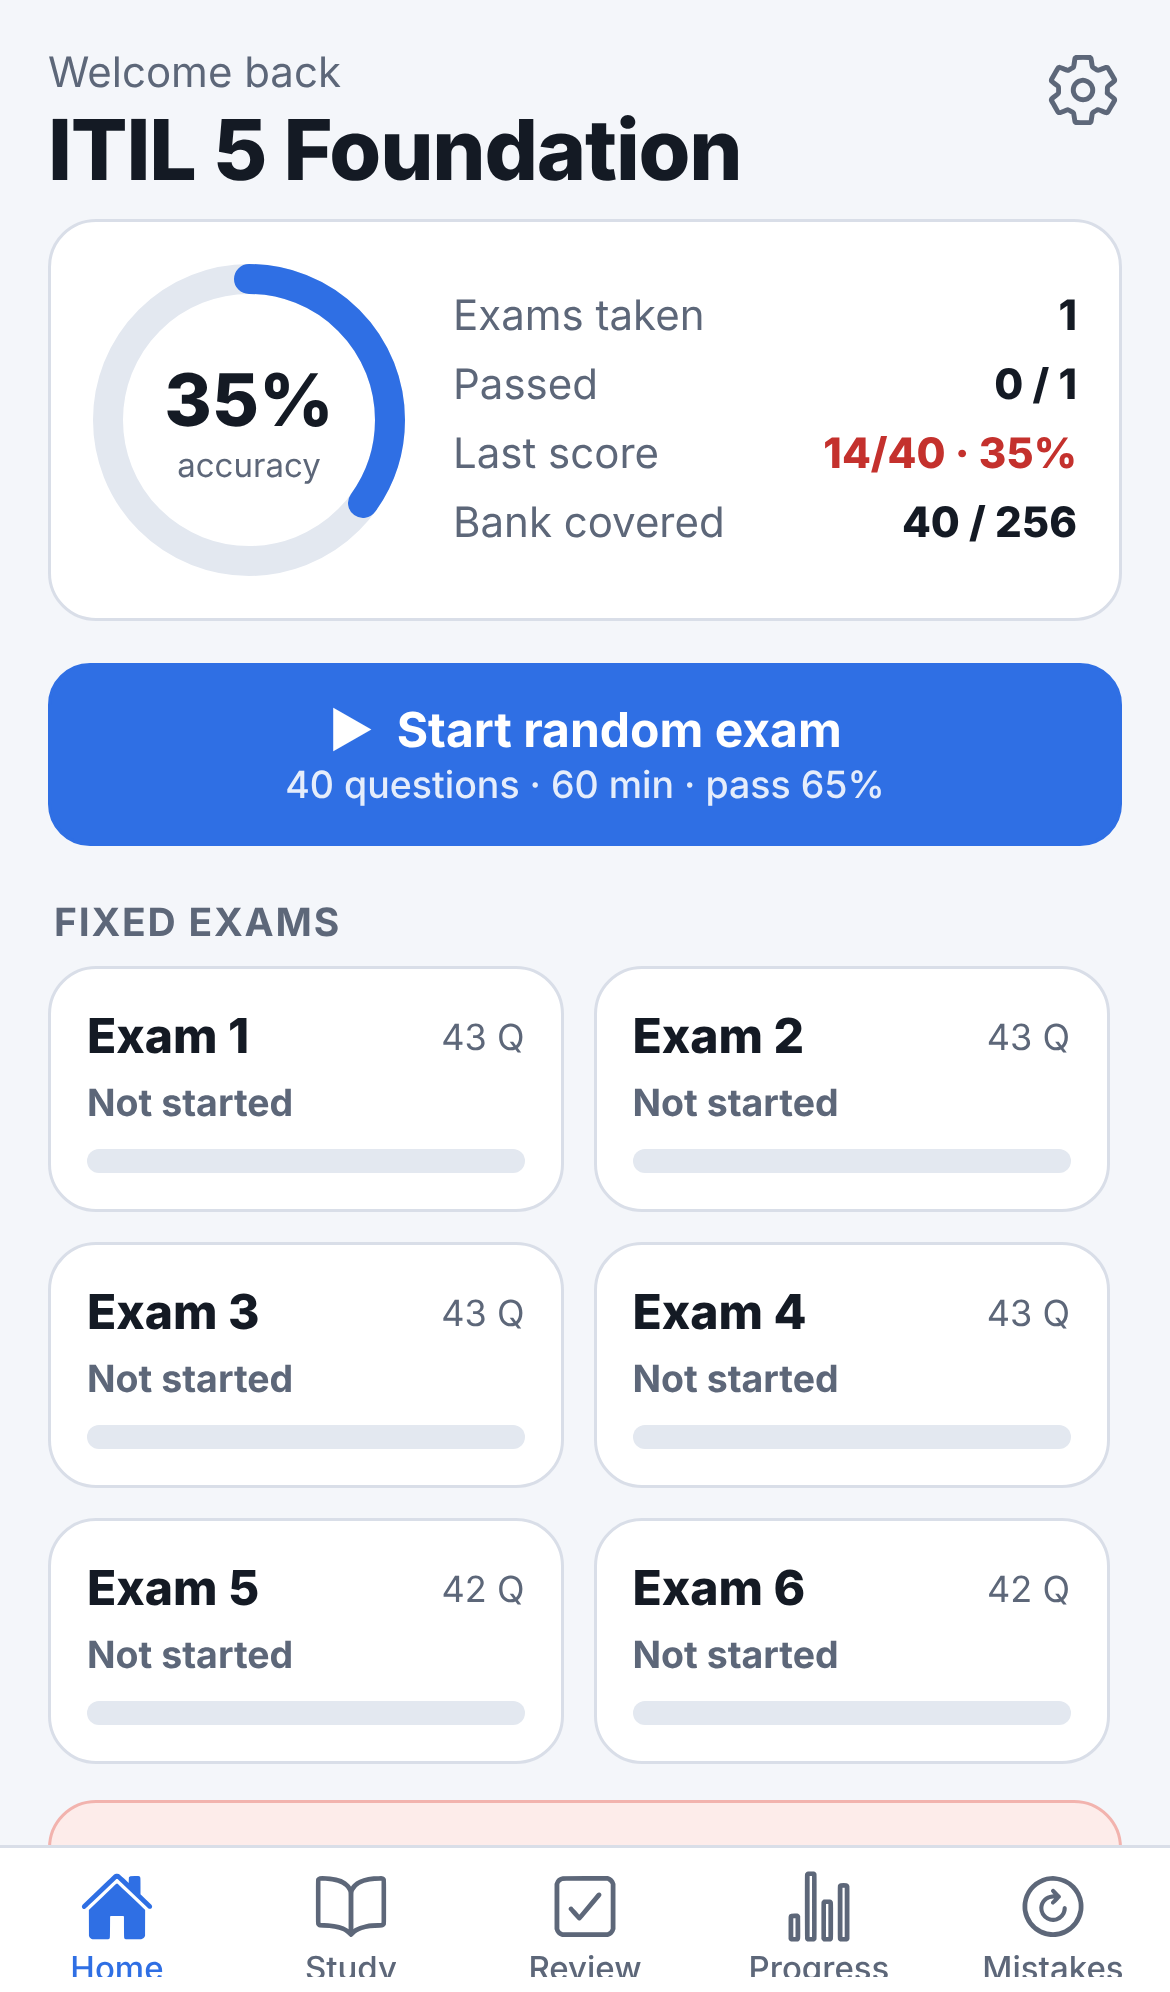 Welcome back
ITIL 5 Foundation
35%
accuracy
Exams taken 1
Passed 0 / 1
Last score 14/40 · 35%
Bank covered 40 / 256
Start random exam
40 questions · 60 min · pass 65%
FIXED EXAMS
Exam 1 43 Q
Not started
Exam 2 43 Q
Not started
Exam 3 43 Q
Not started
Exam 4 43 Q
Not started
Exam 5 42 Q
Not started
Exam 6 42 Q
Not started
Home
Study
Review
Progress
Mistakes